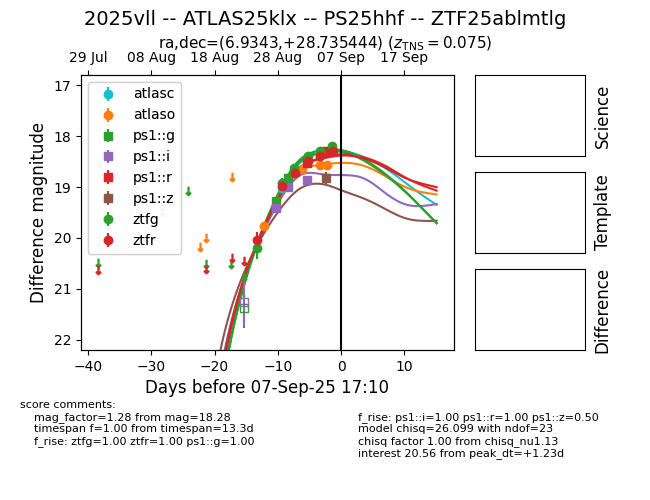 2025vll -- ATLAS25klx -- PS25hhf -- ZTF25ablmtlg
ra,dec=(6.9343,+28.735444) (z_TNS = 0.075)
29 Jul 08 Aug 18 Aug 28 Aug 07 Sep 17 Sep
17
18
19
20
21
22
Difference magnitude
atlasc
atlaso
ps1::g
ps1::i
ps1::r
ps1::z
ztfg
ztfr
−40 −30 −20 −10 0 10
Days before 07-Sep-25 17:10
Science
Template
Difference
score comments:
mag_factor=1.28 from mag=18.28
timespan f=1.00 from timespan=13.3d
f_rise: ztfg=1.00 ztfr=1.00 ps1::g=1.00
f_rise: ps1::i=1.00 ps1::r=1.00 ps1::z=0.50
model chisq=26.099 with ndof=23
chisq factor 1.00 from chisq_nu1.13
interest 20.56 from peak_dt=+1.23d